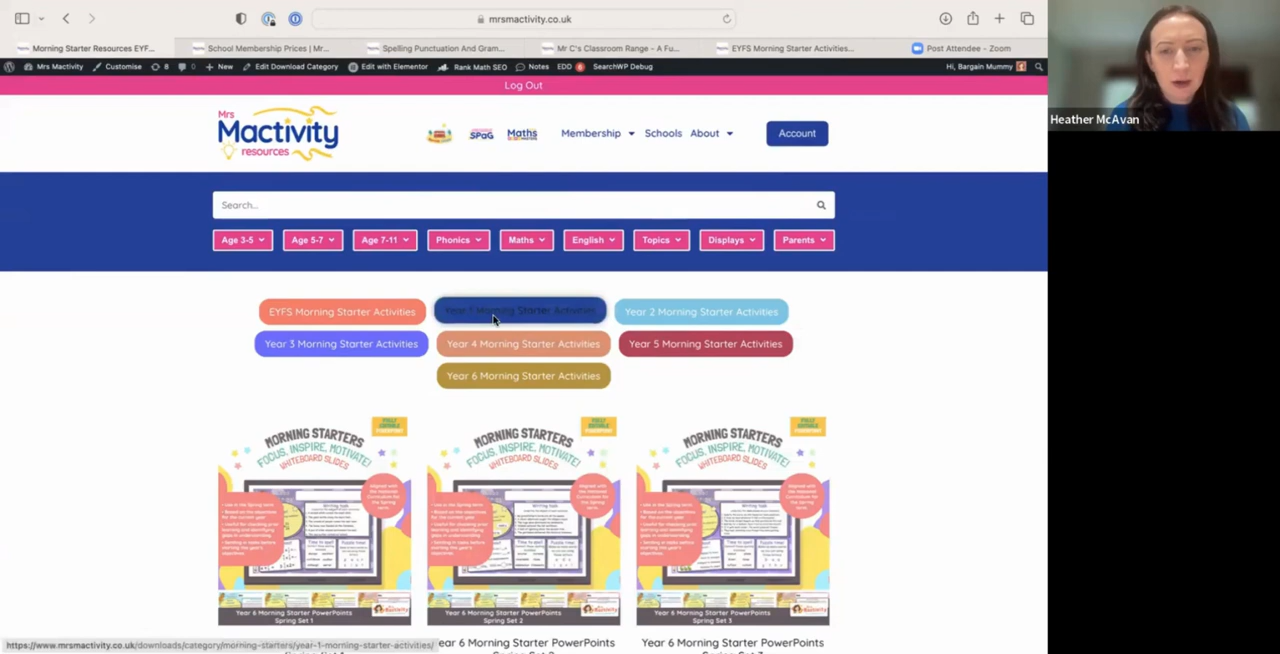 mrsmactivity.co.uk
Morning Starter Resources EYF...
School Membership Prices | Mr...
Spelling Punctuation And Gram...
Mr C's Classroom Range - A Fu...
EYFS Morning Starter Activities...
Post Attendee - Zoom
Mrs Mactivity
Customise
8
0
New
Edit Download Category
Edit with Elementor
Rank Math SEO
Notes
EDD 6
SearchWP Debug
Hi, Bargain Mummy
Log Out
Heather McAvan
Mrs
Mactivity
resources
SPaG
Maths
Membership
Schools
About
Account
Search...
Age 3-5
Age 5-7
Age 7-11
Phonics
Maths
English
Topics
Displays
Parents
EYFS Morning Starter Activities
Year 1 Morning Starter Activities
Year 2 Morning Starter Activities
Year 3 Morning Starter Activities
Year 4 Morning Starter Activities
Year 5 Morning Starter Activities
Year 6 Morning Starter Activities
MORNING STARTERS
FOCUS, INSPIRE, MOTIVATE!
WHITEBOARD SLIDES
Year 6 Morning Starter PowerPoints
Spring Set 1
MORNING STARTERS
FOCUS, INSPIRE, MOTIVATE!
WHITEBOARD SLIDES
Year 6 Morning Starter PowerPoints
Spring Set 2
MORNING STARTERS
FOCUS, INSPIRE, MOTIVATE!
WHITEBOARD SLIDES
Year 6 Morning Starter PowerPoints
Spring Set 3
https://www.mrsmactivity.co.uk/downloads/category/morning-starters/year-1-morning-starter-activities/
ear 6 Morning Starter PowerPoints
Year 6 Morning Starter PowerPoints